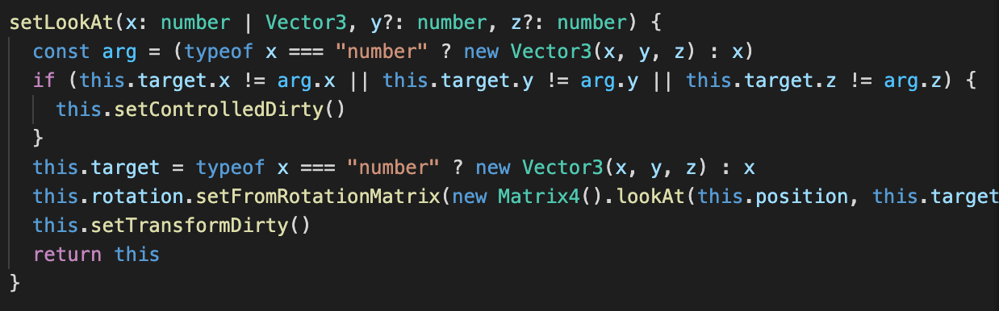 setLookAt(x: number | Vector3, y?: number, z?: number) {
const arg = (typeof x === "number" ? new Vector3(x, y, z) : x)
if (this.target.x != arg.x || this.target.y != arg.y || this.target.z != arg.z) {
this.setControlledDirty()
}
this.target = typeof x === "number" ? new Vector3(x, y, z) : x
this.rotation.setFromRotationMatrix(new Matrix4().lookAt(this.position, this.target
this.setTransformDirty()
return this
}